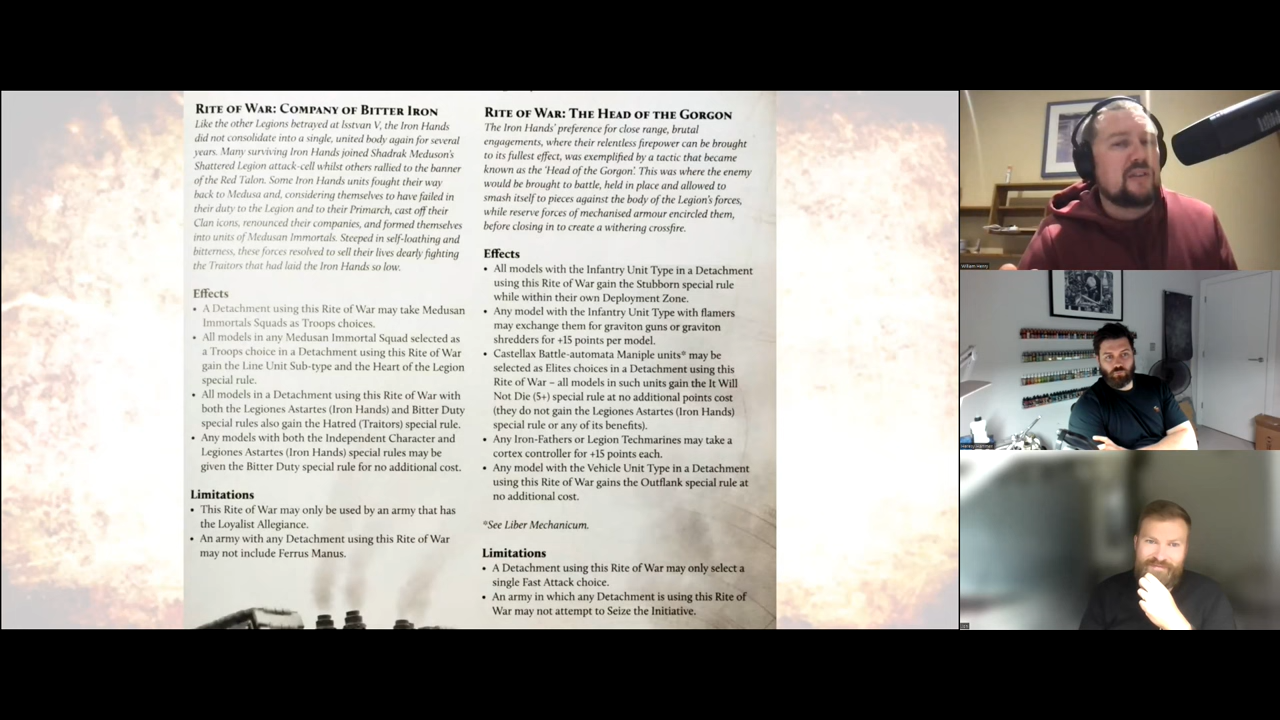 RITE OF WAR: COMPANY OF BITTER IRON
Like the other Legions betrayed at Isstvan V, the Iron Hands
did not consolidate into a single, united body again for several
years. Many surviving Iron Hands joined Shadrak Meduson's
Shattered Legion attack-cell whilst others rallied to the banner
of the Red Talon. Some Iron Hands units fought their way
back to Medusa and, considering themselves to have failed in
their duty to the Legion and to their Primarch, cast off their
Clan icons, renounced their companies, and formed themselves
into units of Medusan Immortals. Steeped in self-loathing and
bitterness, these forces resolved to sell their lives dearly fighting
the Traitors that had laid the Iron Hands so low.
Effects
• A Detachment using this Rite of War may take Medusan
Immortals Squads as Troops choices.
• All models in any Medusan Immortal Squad selected as
a Troops choice in a Detachment using this Rite of War
gain the Line Unit Sub-type and the Heart of the Legion
special rule.
• All models in a Detachment using this Rite of War with
both the Legiones Astartes (Iron Hands) and Bitter Duty
special rules also gain the Hatred (Traitors) special rule.
• Any models with both the Independent Character and
Legiones Astartes (Iron Hands) special rules may be
given the Bitter Duty special rule for no additional cost.
Limitations
• This Rite of War may only be used by an army that has
the Loyalist Allegiance.
• An army with any Detachment using this Rite of War
may not include Ferrus Manus.
RITE OF WAR: THE HEAD OF THE GORGON
The Iron Hands' preference for close range, brutal
engagements, where their relentless firepower can be brought
to its fullest effect, was exemplified by a tactic that became
known as the 'Head of the Gorgon'. This was where the enemy
would be brought to battle, held in place and allowed to
smash itself to pieces against the body of the Legion's forces,
while reserve forces of mechanised armour encircled them,
before closing in to create a withering crossfire.
Effects
• All models with the Infantry Unit Type in a Detachment
using this Rite of War gain the Stubborn special rule
while within their own Deployment Zone.
• Any model with the Infantry Unit Type with flamers
may exchange them for graviton guns or graviton
shredders for +15 points per model.
• Castellax Battle-automata Maniple units* may be
selected as Elites choices in a Detachment using this
Rite of War – all models in such units gain the It Will
Not Die (5+) special rule at no additional points cost
(they do not gain the Legiones Astartes (Iron Hands)
special rule or any of its benefits).
• Any Iron-Fathers or Legion Techmarines may take a
cortex controller for +15 points each.
• Any model with the Vehicle Unit Type in a Detachment
using this Rite of War gains the Outflank special rule at
no additional cost.
*See Liber Mechanicum.
Limitations
• A Detachment using this Rite of War may only select a
single Fast Attack choice.
• An army in which any Detachment is using this Rite of
War may not attempt to Seize the Initiative.